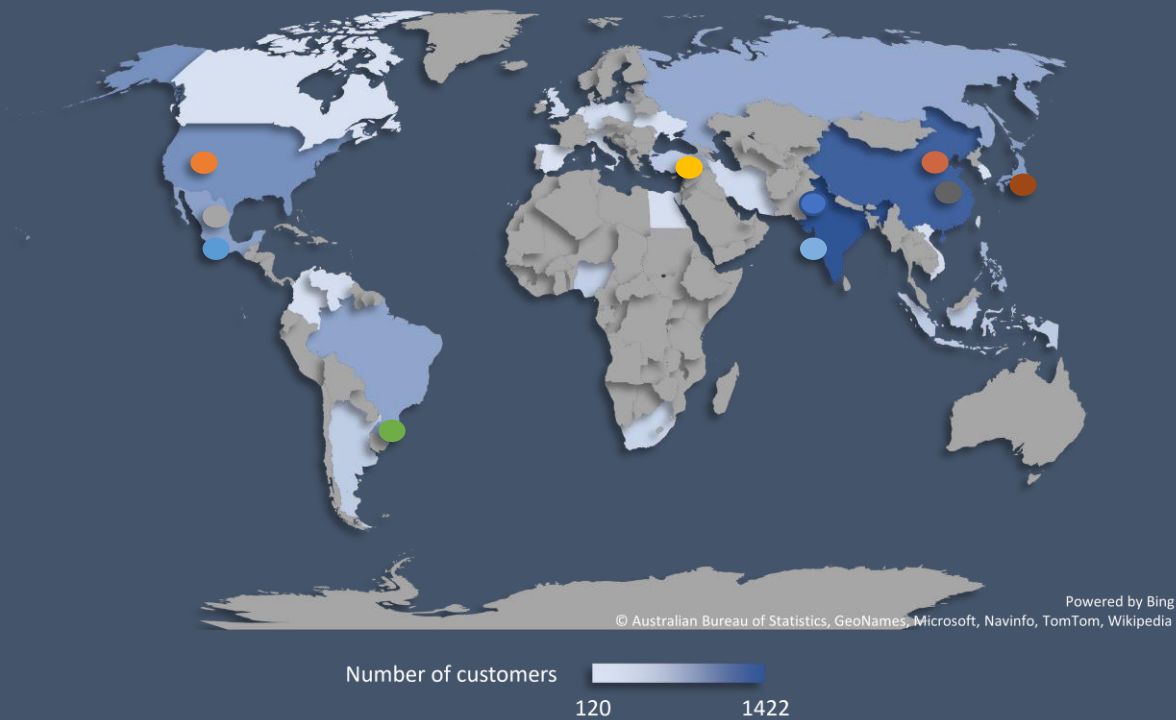 Powered by Bing
© Australian Bureau of Statistics, GeoNames, Microsoft, Navinfo, TomTom, Wikipedia
Number of customers
120 1422